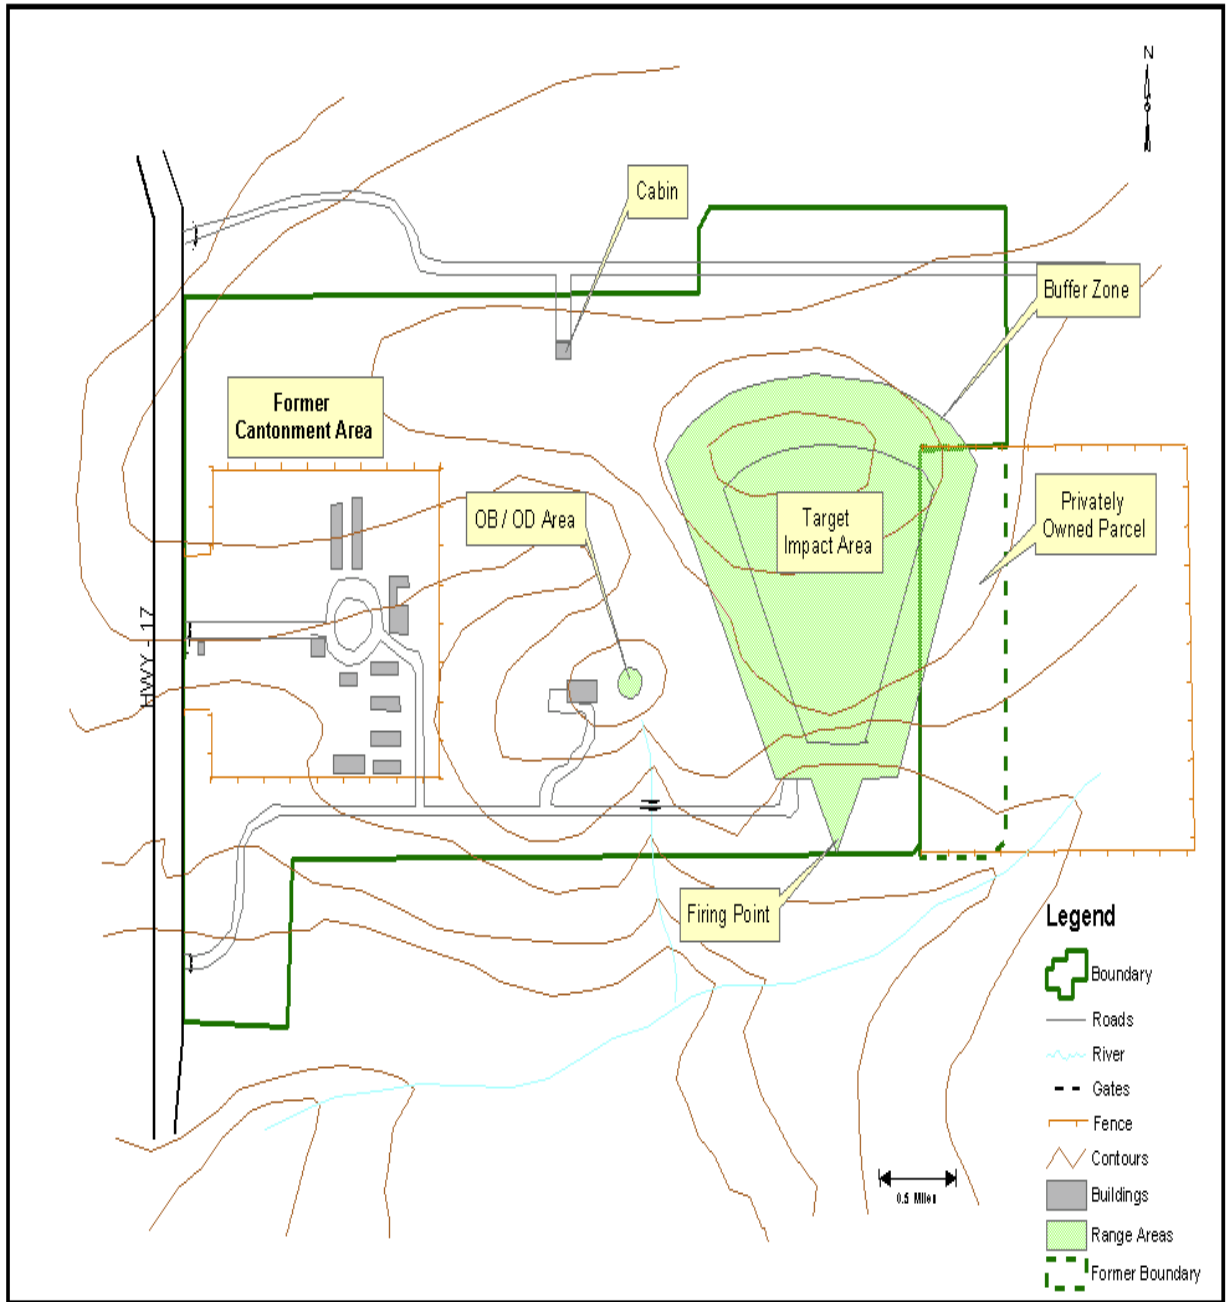 N
Cabin
Buffer Zone
Former
Cantonment Area
OB / OD Area
Target
Impact Area
Privately
Owned Parcel
HWY - 17
Firing Point
Legend
Boundary
Roads
River
Gates
Fence
Contours
0.5 Miles
Buildings
Range Areas
Former Boundary